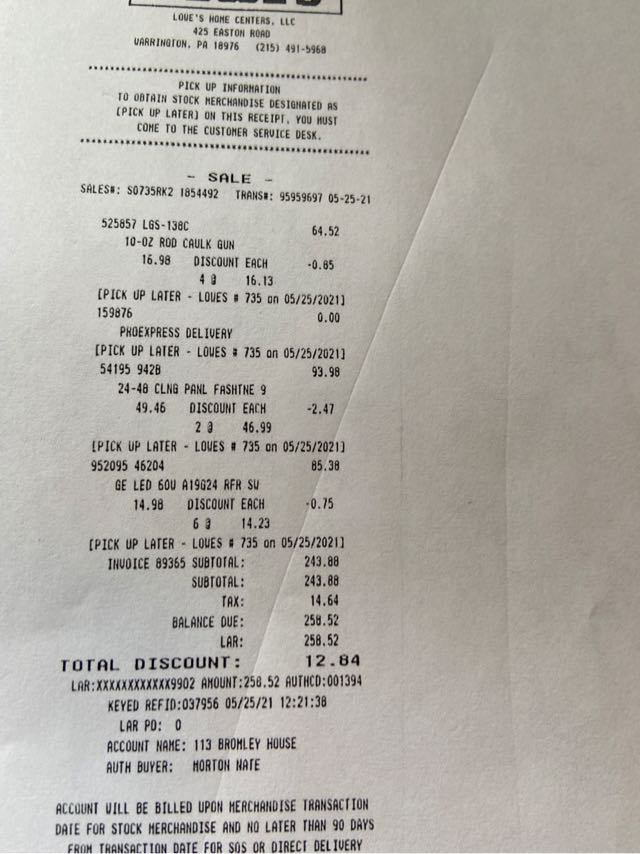 LOWE'S HOME CENTERS, LLC
425 EASTON ROAD
WARRINGTON, PA 18976 (215) 491-5968
PICK UP INFORMATION
TO OBTAIN STOCK MERCHANDISE DESIGNATED AS
[PICK UP LATER] ON THIS RECEIPT, YOU MUST
COME TO THE CUSTOMER SERVICE DESK.
- SALE -
SALES#: S0735RK2 1854492 TRANS#: 95959697 05-25-21
525857 LGS-138C 64.52
10-OZ ROD CAULK GUN
16.98 DISCOUNT EACH -0.85
4 @ 16.13
[PICK UP LATER - LOWES # 735 on 05/25/2021]
159876 0.00
PROEXPRESS DELIVERY
[PICK UP LATER - LOWES # 735 on 05/25/2021]
54195 942B 93.98
24-48 CLNG PANL FASHTNE 9
49.46 DISCOUNT EACH -2.47
2 @ 46.99
[PICK UP LATER - LOWES # 735 on 05/25/2021]
952095 46204 85.38
GE LED 60W A19G24 RFR SW
14.98 DISCOUNT EACH -0.75
6 @ 14.23
[PICK UP LATER - LOWES # 735 on 05/25/2021]
INVOICE 89365 SUBTOTAL: 243.88
SUBTOTAL: 243.88
TAX: 14.64
BALANCE DUE: 258.52
LAR: 258.52
TOTAL DISCOUNT: 12.84
LAR:XXXXXXXXXXXX9902 AMOUNT:258.52 AUTHCD:001394
KEYED REFID:037956 05/25/21 12:21:38
LAR PO: 0
ACCOUNT NAME: 113 BROMLEY HOUSE
AUTH BUYER: MORTON NATE
ACCOUNT WILL BE BILLED UPON MERCHANDISE TRANSACTION
DATE FOR STOCK MERCHANDISE AND NO LATER THAN 90 DAYS
FROM TRANSACTION DATE FOR SOS OR DIRECT DELIVERY